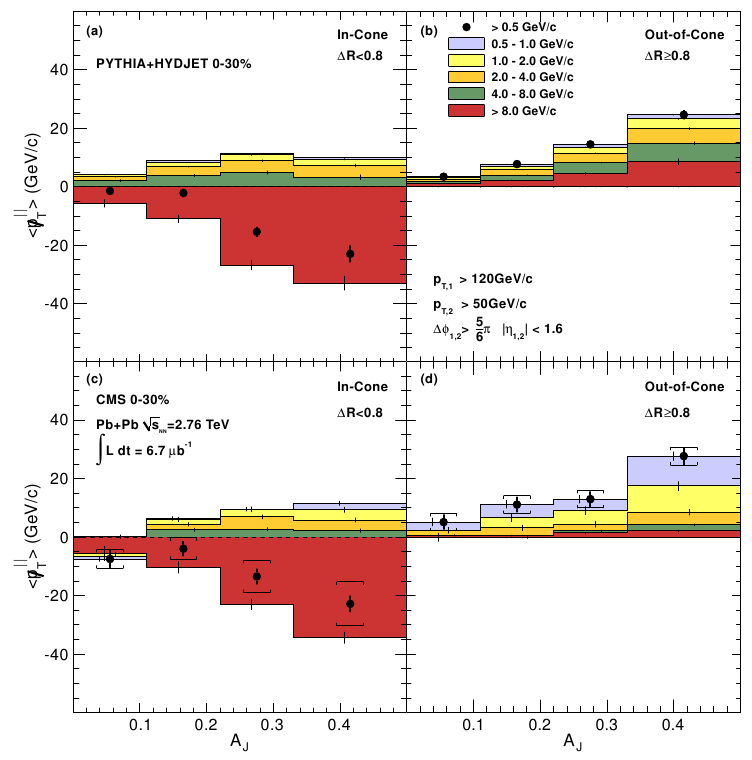 (a)
In-Cone
ΔR<0.8
PYTHIA+HYDJET 0-30%
40
20
0
-20
-40
<p̸_T^||> (GeV/c)
(b)
> 0.5 GeV/c
0.5 - 1.0 GeV/c
1.0 - 2.0 GeV/c
2.0 - 4.0 GeV/c
4.0 - 8.0 GeV/c
> 8.0 GeV/c
Out-of-Cone
ΔR≥0.8
p_T,1 > 120GeV/c
p_T,2 > 50GeV/c
Δϕ_1,2 > 5/6 π |η_1,2| < 1.6
(c)
In-Cone
ΔR<0.8
CMS 0-30%
Pb+Pb √s_NN=2.76 TeV
∫ L dt = 6.7 μb⁻¹
40
20
0
-20
-40
<p̸_T^||> (GeV/c)
0.1 0.2 0.3 0.4
A_J
(d)
Out-of-Cone
ΔR≥0.8
0.1 0.2 0.3 0.4
A_J